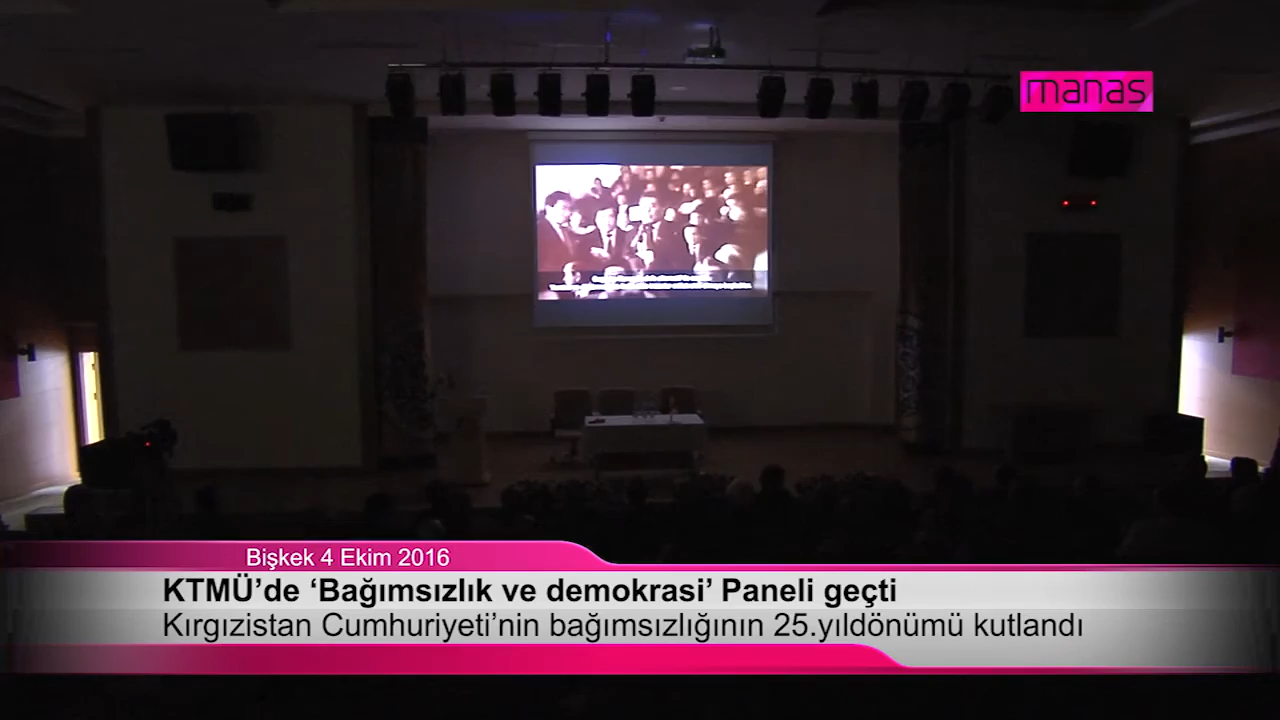 manas
Bişkek 4 Ekim 2016
KTMÜ’de ‘Bağımsızlık ve demokrasi’ Paneli geçti
Kırgızistan Cumhuriyeti’nin bağımsızlığının 25.yıldönümü kutlandı